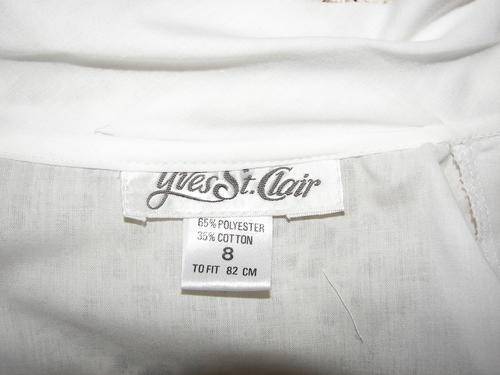 Yves St. Clair
65% POLYESTER
35% COTTON
8
TO FIT 82 CM